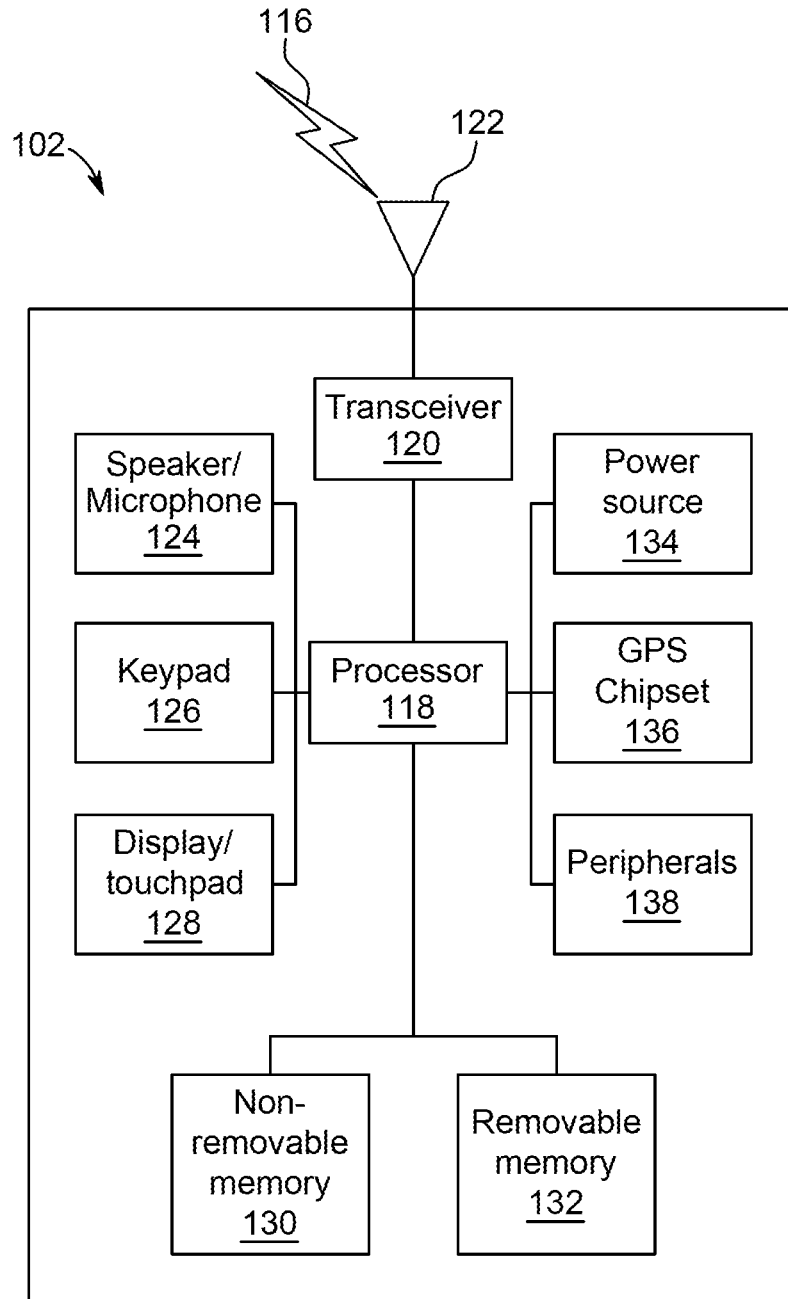 116
122
102
Transceiver
120
Speaker/
Microphone
124
Power
source
134
Keypad
126
Processor
118
GPS
Chipset
136
Display/
touchpad
128
Peripherals
138
Non-
removable
memory
130
Removable
memory
132